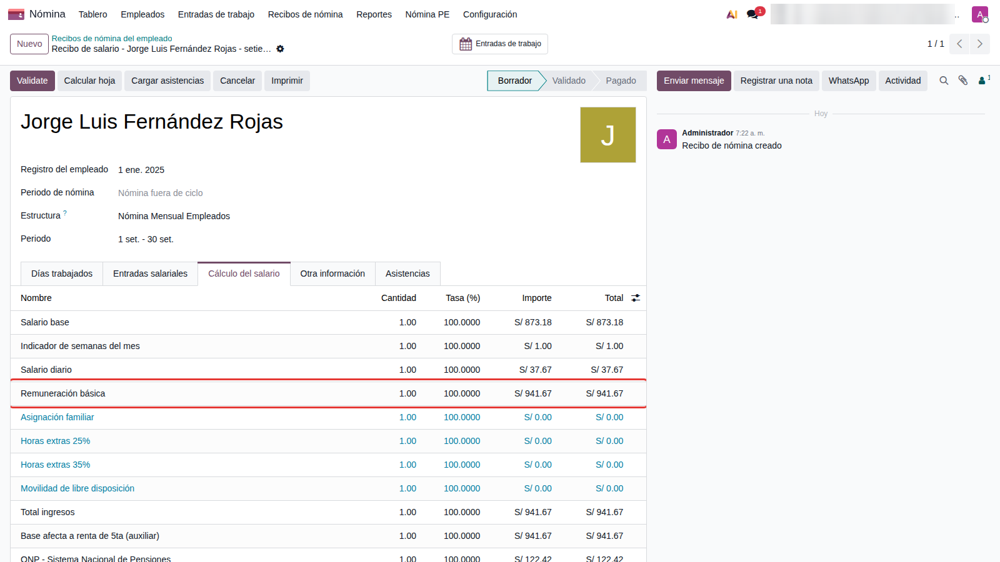 Nómina Tablero Empleados Entradas de trabajo Recibos de nómina Reportes Nómina PE Configuración AI 1 .. A
Nuevo Recibos de nómina del empleado
Recibo de salario - Jorge Luis Fernández Rojas - setie… Entradas de trabajo 1 / 1
Validate Calcular hoja Cargar asistencias Cancelar Imprimir Borrador Validado Pagado Enviar mensaje Registrar una nota WhatsApp Actividad 1
Jorge Luis Fernández Rojas J
Hoy
A Administrador 7:22 a. m.
Recibo de nómina creado
Registro del empleado 1 ene. 2025
Periodo de nómina Nómina fuera de ciclo
Estructura ? Nómina Mensual Empleados
Periodo 1 set. - 30 set.
Días trabajados Entradas salariales Cálculo del salario Otra información Asistencias
Nombre Cantidad Tasa (%) Importe Total
Salario base 1.00 100.0000 S/ 873.18 S/ 873.18
Indicador de semanas del mes 1.00 100.0000 S/ 1.00 S/ 1.00
Salario diario 1.00 100.0000 S/ 37.67 S/ 37.67
Remuneración básica 1.00 100.0000 S/ 941.67 S/ 941.67
Asignación familiar 1.00 100.0000 S/ 0.00 S/ 0.00
Horas extras 25% 1.00 100.0000 S/ 0.00 S/ 0.00
Horas extras 35% 1.00 100.0000 S/ 0.00 S/ 0.00
Movilidad de libre disposición 1.00 100.0000 S/ 0.00 S/ 0.00
Total ingresos 1.00 100.0000 S/ 941.67 S/ 941.67
Base afecta a renta de 5ta (auxiliar) 1.00 100.0000 S/ 941.67 S/ 941.67
ONP - Sistema Nacional de Pensiones 1.00 100.0000 S/ 122.42 S/ 122.42